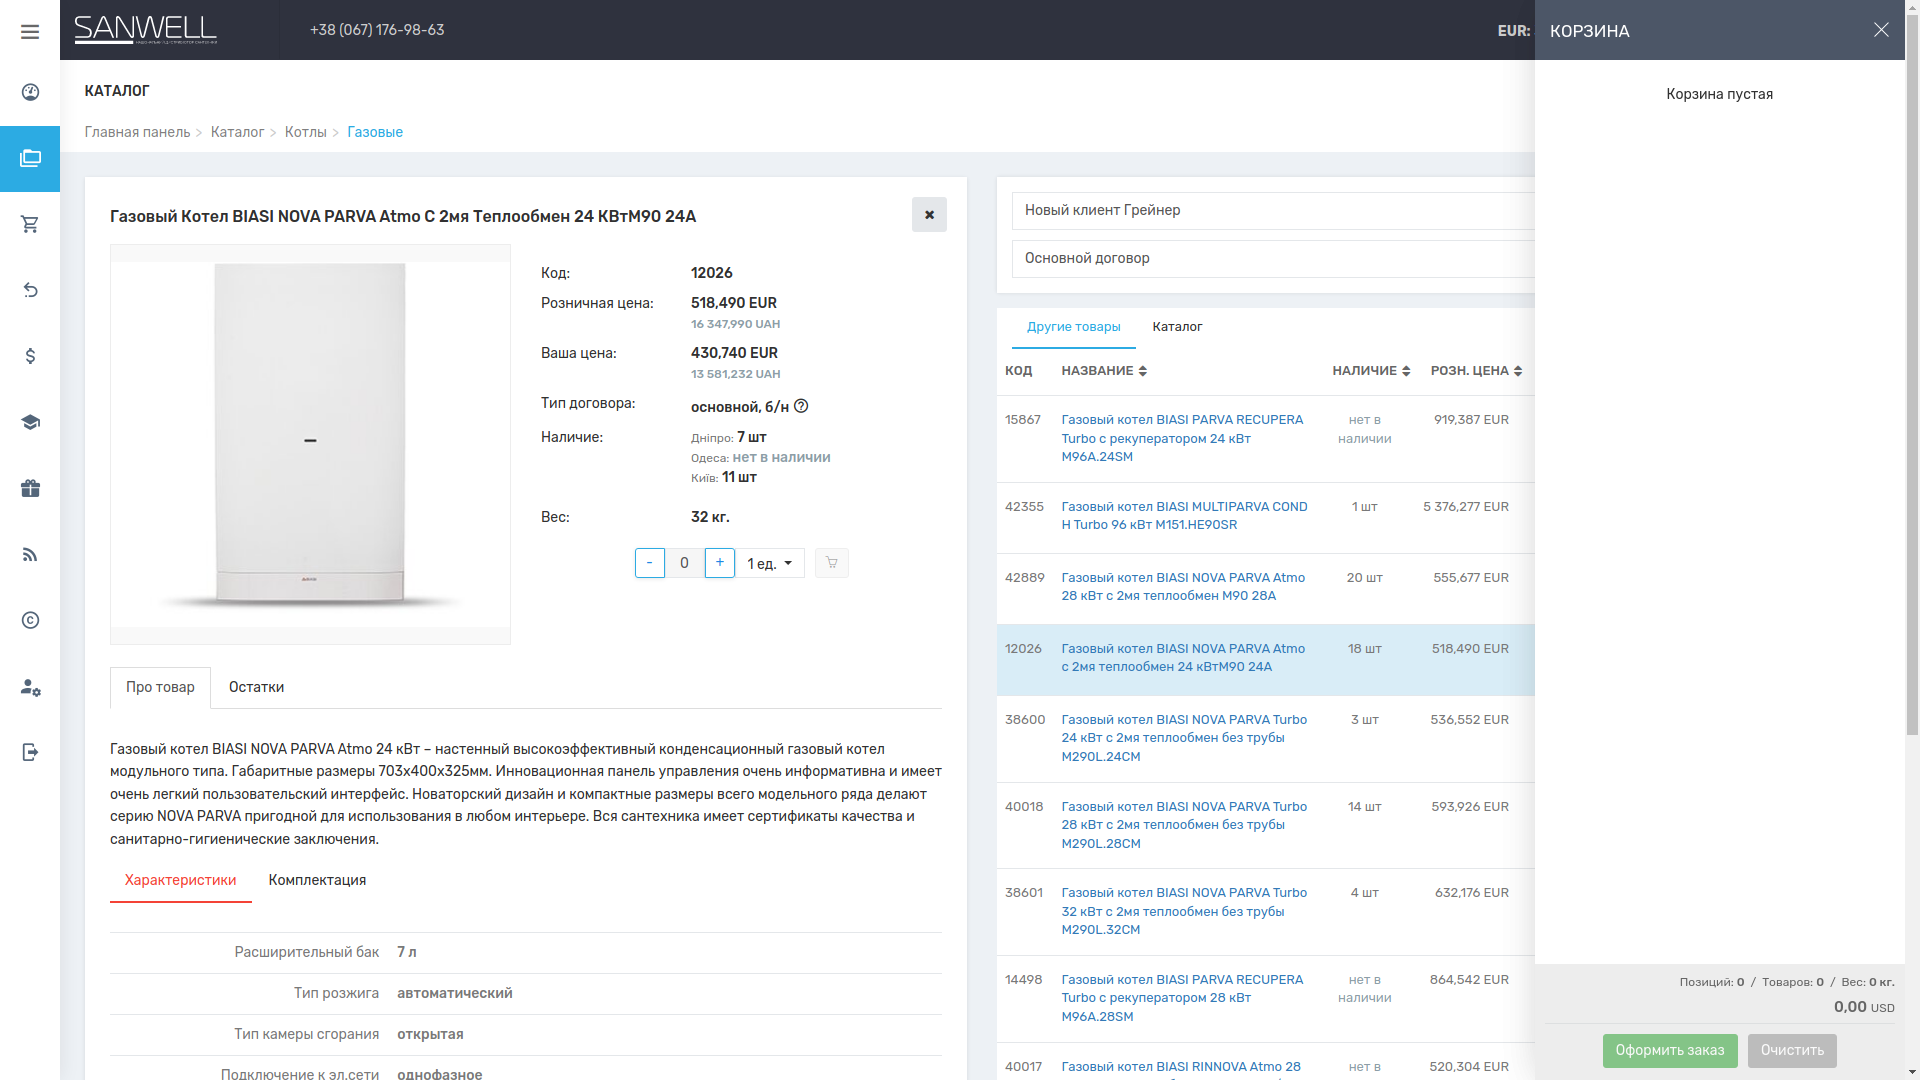 SANWELL
+38 (067) 176-98-63
EUR:
КОРЗИНА
Корзина пустая
КАТАЛОГ
Главная панель > Каталог > Котлы > Газовые
Газовый Котел BIASI NOVA PARVA Atmo С 2мя Теплообмен 24 КВтM90 24A
Код: 12026
Розничная цена: 518,490 EUR
16 347,990 UAH
Ваша цена: 430,740 EUR
13 581,232 UAH
Тип договора: основной, б/н
Наличие: Дніпро: 7 шт
Одеса: нет в наличии
Київ: 11 шт
Вес: 32 кг.
- 0 + 1 ед.
Про товар
Остатки
Газовый котел BIASI NOVA PARVA Atmo 24 кВт – настенный высокоэффективный конденсационный газовый котел
модульного типа. Габаритные размеры 703х400х325мм. Инновационная панель управления очень информативна и имеет
очень легкий пользовательский интерфейс. Новаторский дизайн и компактные размеры всего модельного ряда делают
серию NOVA PARVA пригодной для использования в любом интерьере. Вся сантехника имеет сертификаты качества и
санитарно-гигиенические заключения.
Характеристики
Комплектация
Расширительный бак 7 л
Тип розжига автоматический
Тип камеры сгорания открытая
Подключение к эл.сети однофазное
Новый клиент Грейнер
Основной договор
Другие товары
Каталог
КОД НАЗВАНИЕ НАЛИЧИЕ РОЗН. ЦЕНА
15867 Газовый котел BIASI PARVA RECUPERA нет в 919,387 EUR
Turbo с рекуператором 24 кВт наличии
M96A.24SM
42355 Газовый котел BIASI MULTIPARVA COND 1 шт 5 376,277 EUR
H Turbo 96 кВт M151.HE90SR
42889 Газовый котел BIASI NOVA PARVA Atmo 20 шт 555,677 EUR
28 кВт с 2мя теплообмен M90 28A
12026 Газовый котел BIASI NOVA PARVA Atmo 18 шт 518,490 EUR
с 2мя теплообмен 24 кВтM90 24A
38600 Газовый котел BIASI NOVA PARVA Turbo 3 шт 536,552 EUR
24 кВт с 2мя теплообмен без трубы
M290L.24CM
40018 Газовый котел BIASI NOVA PARVA Turbo 14 шт 593,926 EUR
28 кВт с 2мя теплообмен без трубы
M290L.28CM
38601 Газовый котел BIASI NOVA PARVA Turbo 4 шт 632,176 EUR
32 кВт с 2мя теплообмен без трубы
M290L.32CM
14498 Газовый котел BIASI PARVA RECUPERA нет в 864,542 EUR
Turbo с рекуператором 28 кВт наличии
M96A.28SM
40017 Газовый котел BIASI RINNOVA Atmo 28 нет в 520,304 EUR
Позиций: 0 / Товаров: 0 / Вес: 0 кг.
0,00 USD
Оформить заказ
Очистить